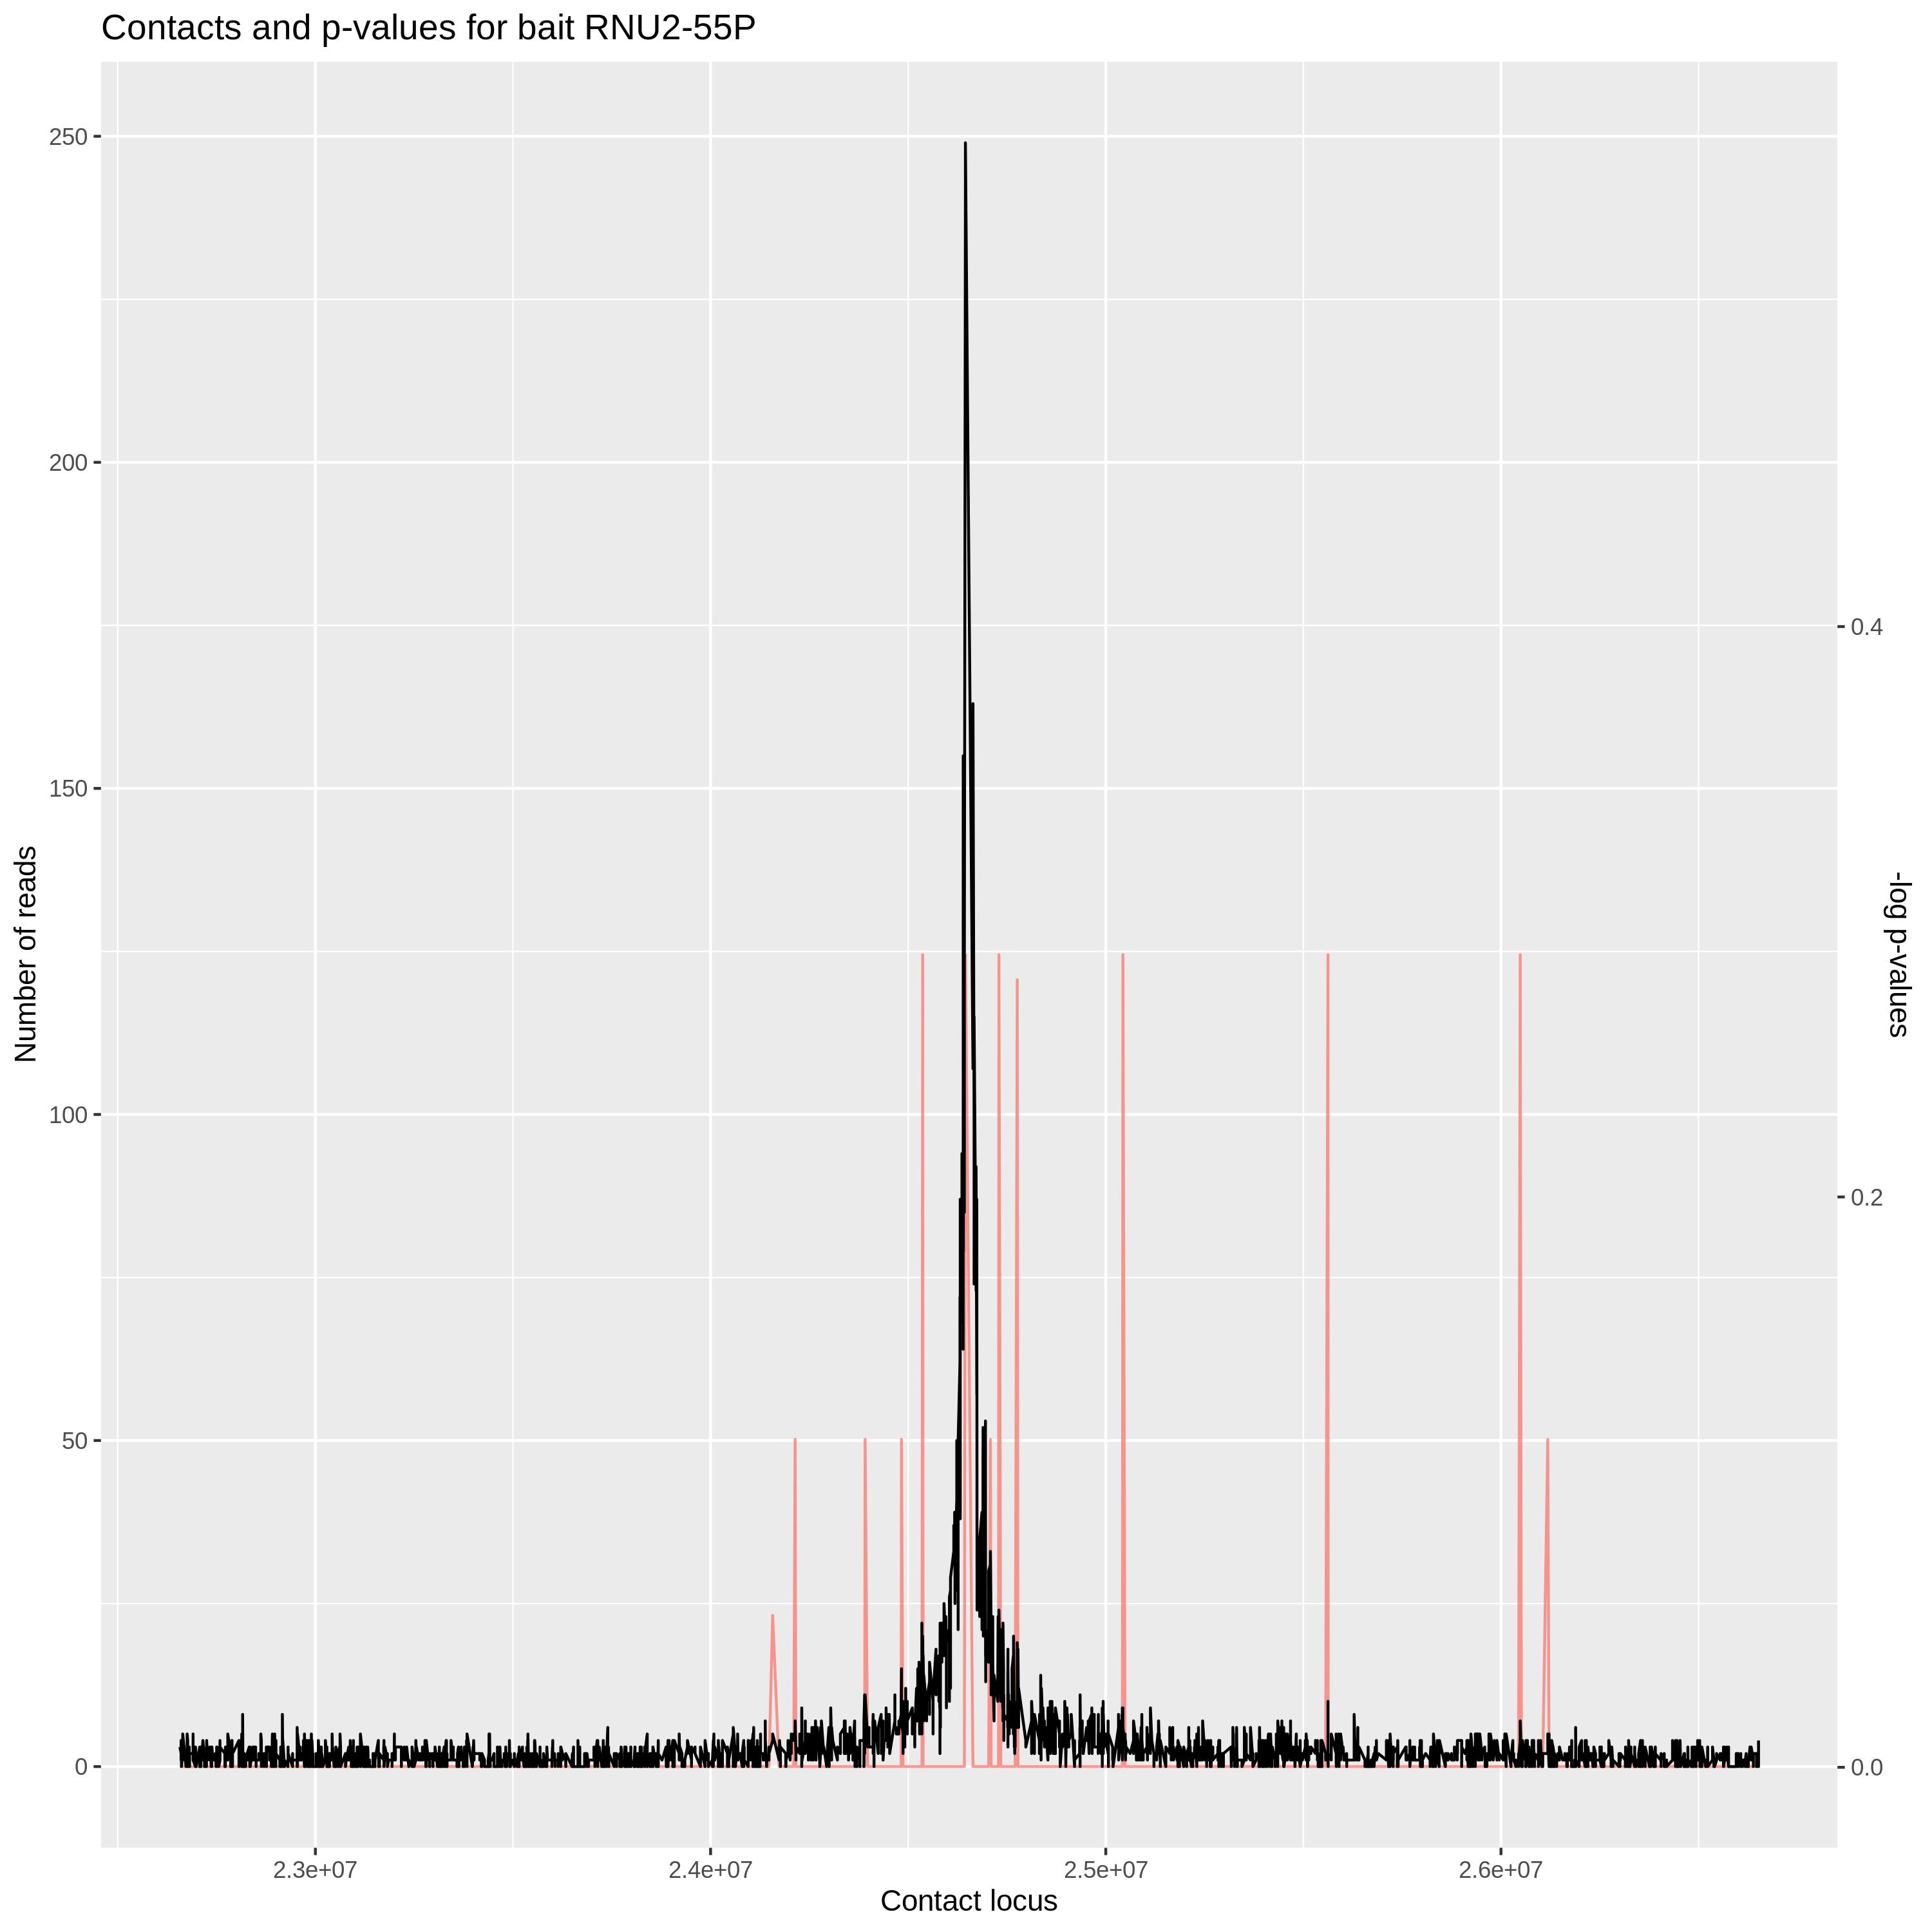 Contacts and p-values for bait RNU2-55P
250
200
150
100
50
0
Number of reads
0.4
0.2
0.0
-log p-values
2.3e+07
2.4e+07
2.5e+07
2.6e+07
Contact locus